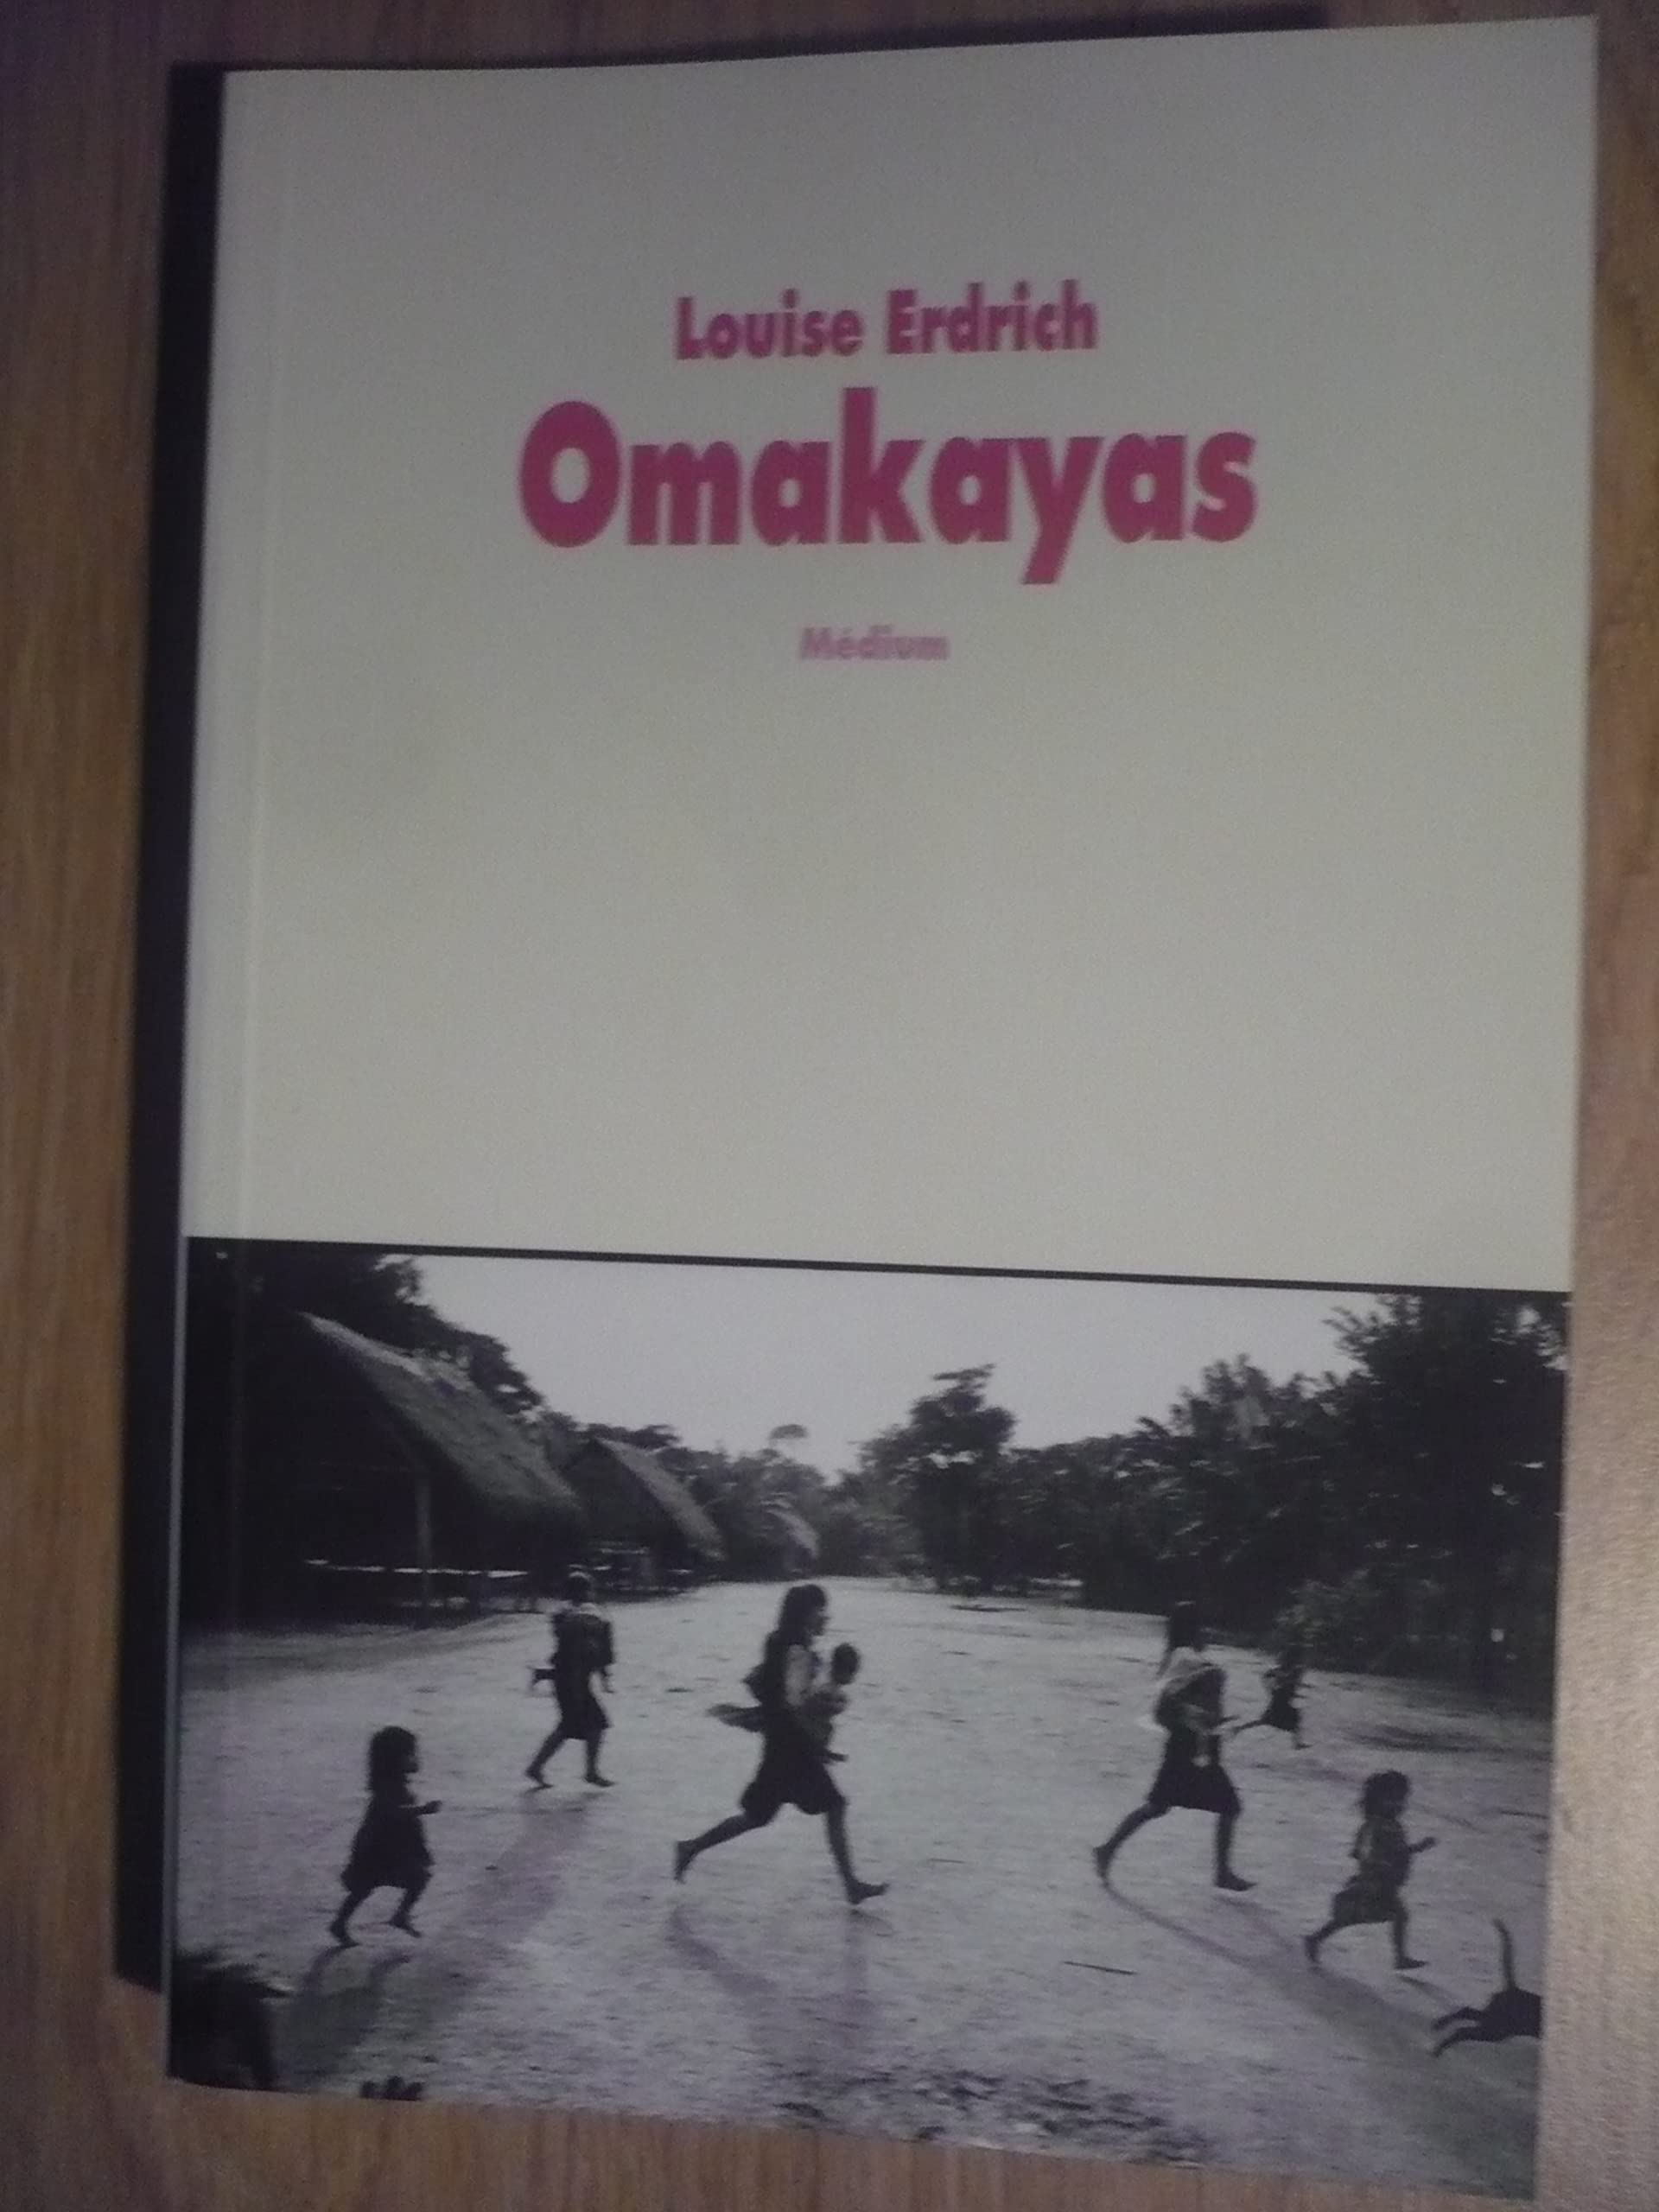 Louise Erdrich
Omakayas
Médium